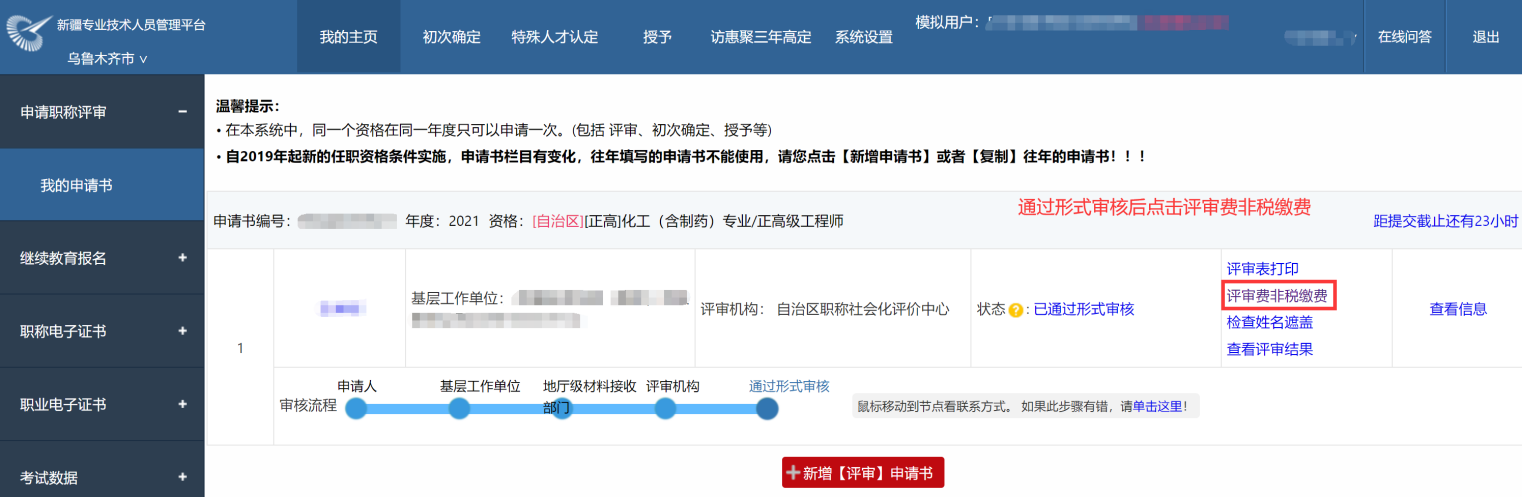 新疆专业技术人员管理平台
乌鲁木齐市 ∨
我的主页 初次确定 特殊人才认定 授予 访惠聚三年高定 系统设置
模拟用户：
在线问答 退出
申请职称评审 −
我的申请书
继续教育报名 +
职称电子证书 +
职业电子证书 +
考试数据 +
温馨提示：
• 在本系统中，同一个资格在同一年度只可以申请一次。(包括 评审、初次确定、授予等)
• 自2019年起新的任职资格条件实施，申请书栏目有变化，往年填写的申请书不能使用，请您点击【新增申请书】或者【复制】往年的申请书！！！
通过形式审核后点击评审费非税缴费
申请书编号： 年度：2021 资格：[自治区][正高]化工（含制药）专业/正高级工程师
距提交截止还有23小时
1
基层工作单位：
评审机构： 自治区职称社会化评价中心
状态 ? : 已通过形式审核
评审表打印
评审费非税缴费
检查姓名遮盖
查看评审结果
查看信息
审核流程
申请人
基层工作单位
地厅级材料接收部门
评审机构
通过形式审核
鼠标移动到节点看联系方式。 如果此步骤有错，请单击这里！
+新增【评审】申请书